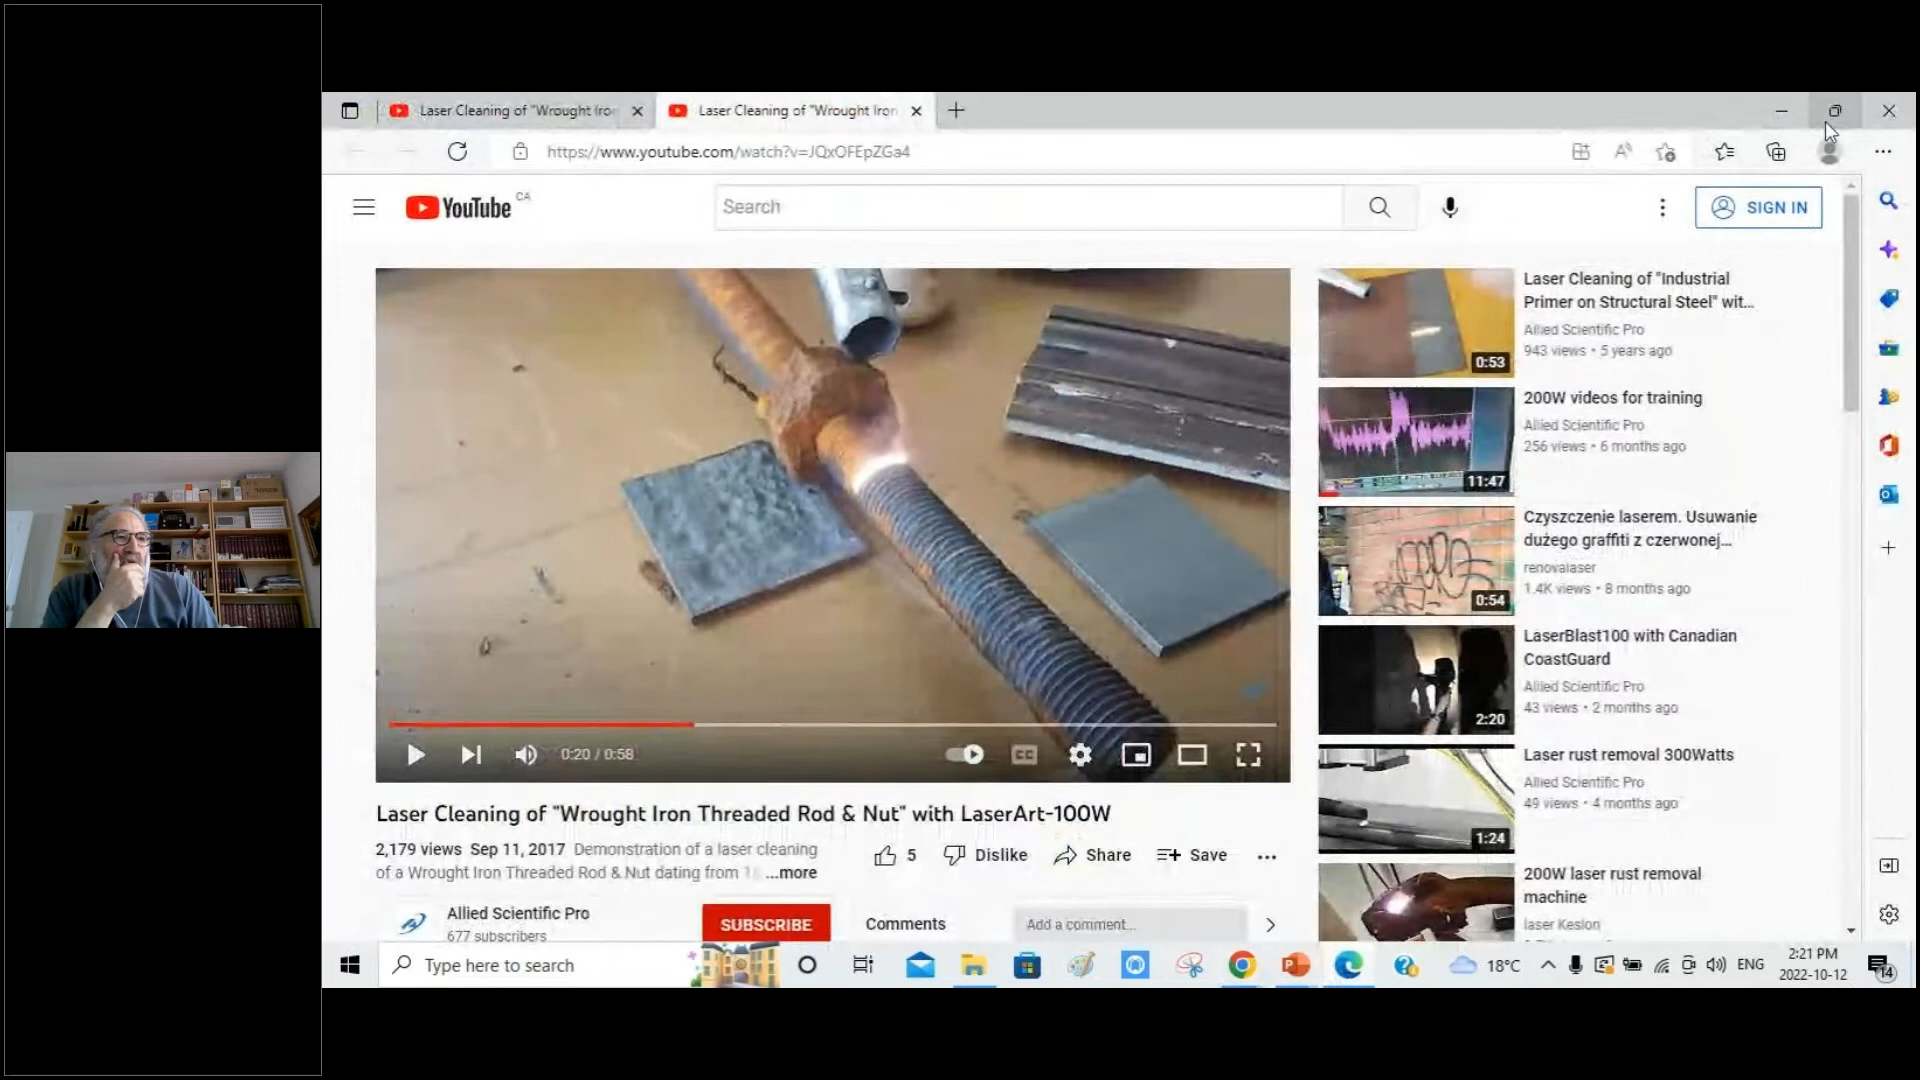 Laser Cleaning of "Wrought Iro
Laser Cleaning of "Wrought Iron
https://www.youtube.com/watch?v=JQxOFEpZGa4
YouTube CA
Search
SIGN IN
0:20 / 0:58
CC
Laser Cleaning of "Wrought Iron Threaded Rod & Nut" with LaserArt-100W
2,179 views Sep 11, 2017 Demonstration of a laser cleaning
of a Wrought Iron Threaded Rod & Nut dating from ...more
5 Dislike Share Save
Allied Scientific Pro
677 subscribers
SUBSCRIBE
Comments
Add a comment...
Laser Cleaning of "Industrial
Primer on Structural Steel" wit...
Allied Scientific Pro
943 views • 5 years ago
0:53
200W videos for training
Allied Scientific Pro
256 views • 6 months ago
11:47
Czyszczenie laserem. Usuwanie
dużego graffiti z czerwonej...
renovalaser
1.4K views • 8 months ago
0:54
LaserBlast100 with Canadian
CoastGuard
Allied Scientific Pro
43 views • 2 months ago
2:20
Laser rust removal 300Watts
Allied Scientific Pro
49 views • 4 months ago
1:24
200W laser rust removal
machine
laser Keslon
Type here to search
18°C
ENG
2:21 PM
2022-10-12
14